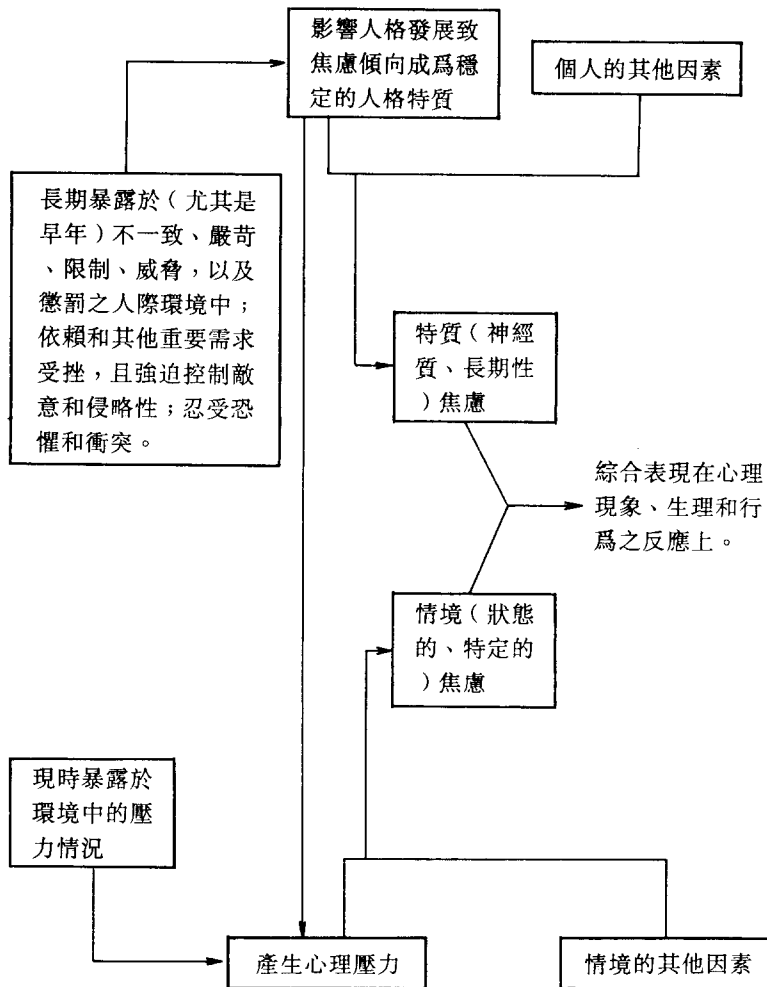 影響人格發展致
焦慮傾向成爲穩
定的人格特質
個人的其他因素
長期暴露於（尤其是
早年）不一致、嚴苛
、限制、威脅，以及
懲罰之人際環境中；
依賴和其他重要需求
受挫，且強迫控制敵
意和侵略性；忍受恐
懼和衝突。
特質（神經
質、長期性
）焦慮
綜合表現在心理
現象、生理和行
爲之反應上。
情境（狀態
的、特定的
）焦慮
現時暴露於
環境中的壓
力情況
產生心理壓力
情境的其他因素